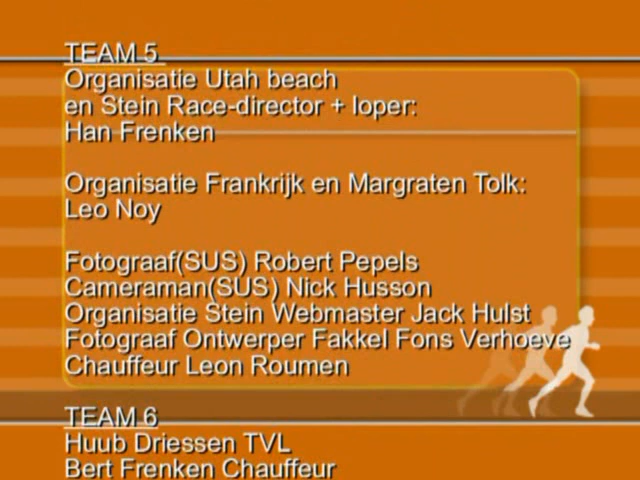 TEAM 5
Organisatie Utah beach
en Stein Race-director + loper:
Han Frenken
Organisatie Frankrijk en Margraten Tolk:
Leo Noy
Fotograaf(SUS) Robert Pepels
Cameraman(SUS) Nick Husson
Organisatie Stein Webmaster Jack Hulst
Fotograaf Ontwerper Fakkel Fons Verhoeve
Chauffeur Leon Roumen
TEAM 6
Huub Driessen TVL
Bert Frenken Chauffeur